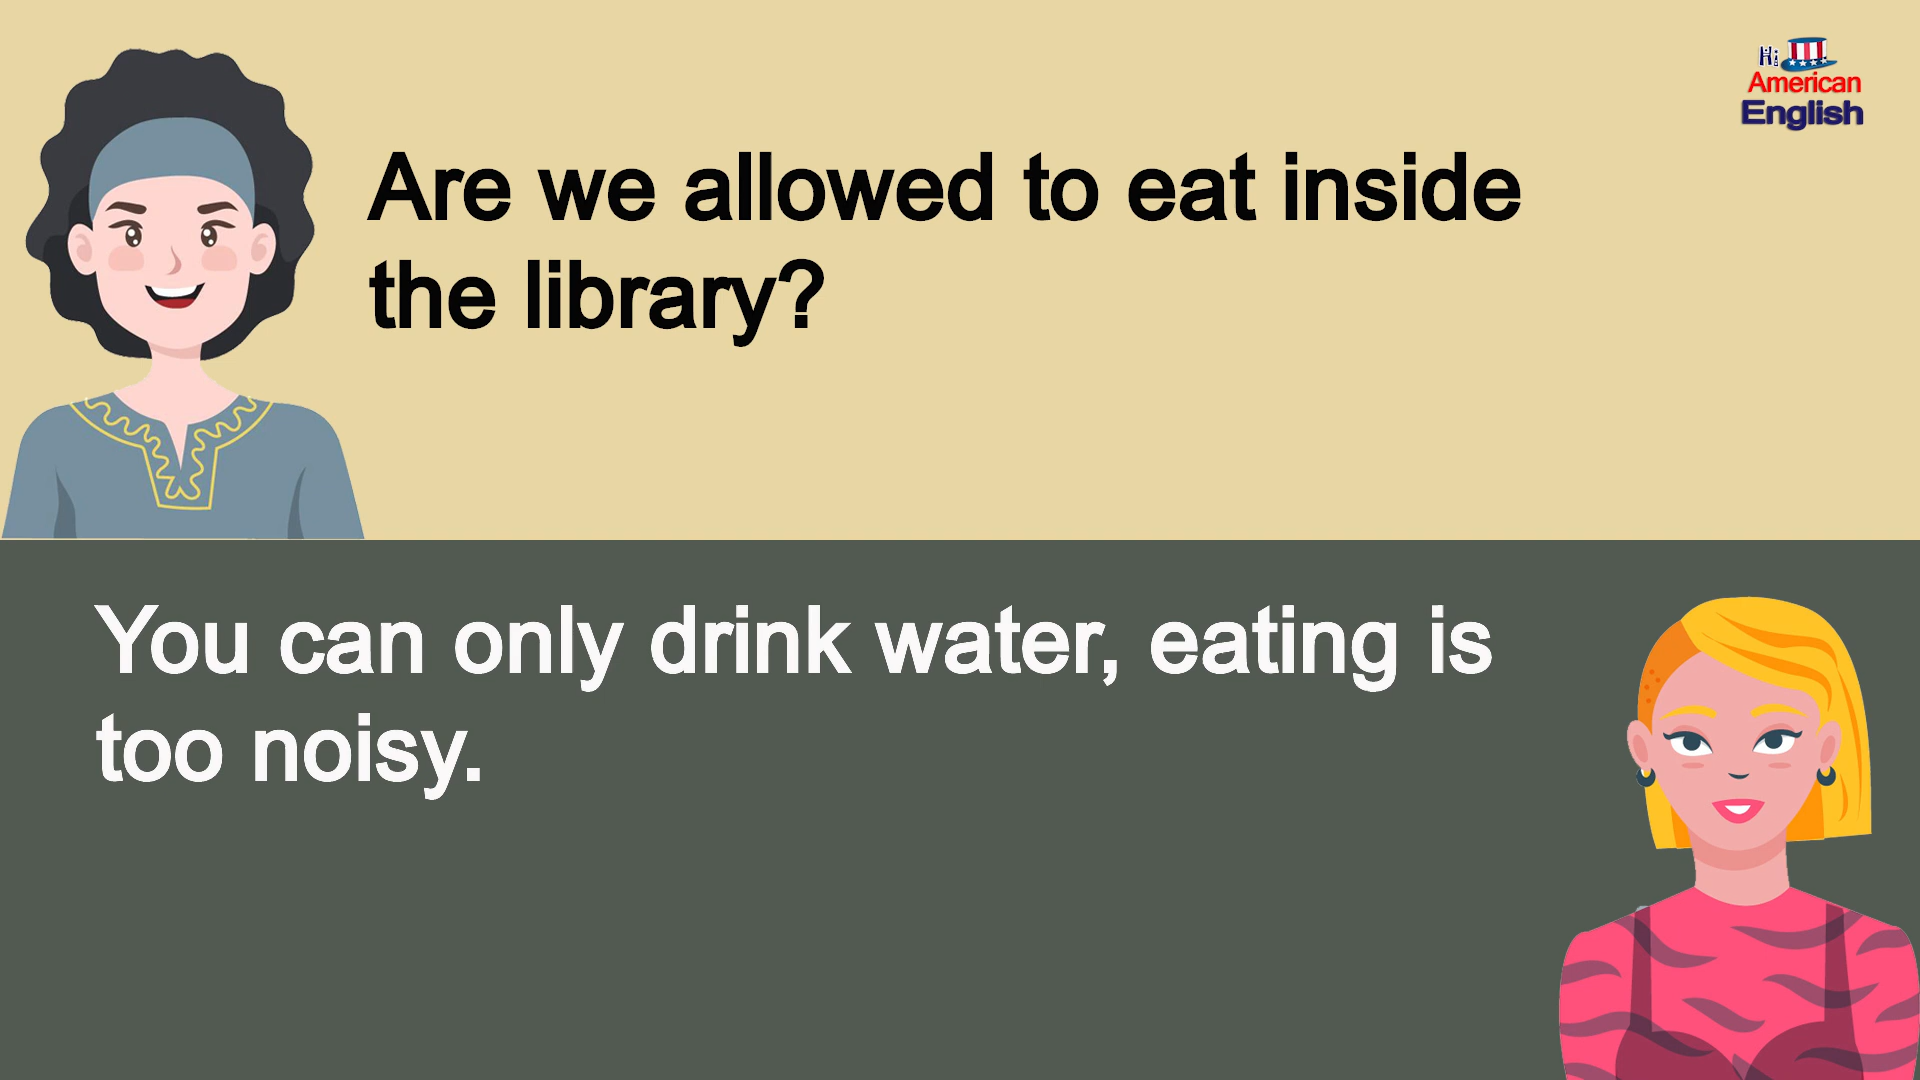 Hi
American
English
Are we allowed to eat inside
the library?
You can only drink water, eating is
too noisy.